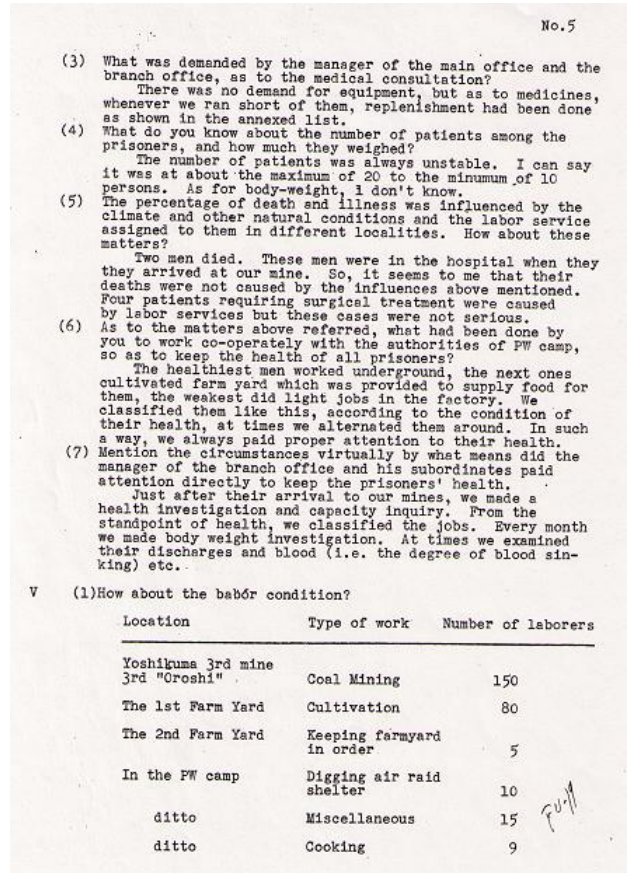 No.5
(3) What was demanded by the manager of the main office and the
branch office, as to the medical consultation?
There was no demand for equipment, but as to medicines,
whenever we ran short of them, replenishment had been done
as shown in the annexed list.
(4) What do you know about the number of patients among the
prisoners, and how much they weighed?
The number of patients was always unstable. I can say
it was at about the maximum of 20 to the minumum of 10
persons. As for body-weight, I don't know.
(5) The percentage of death and illness was influenced by the
climate and other natural conditions and the labor service
assigned to them in different localities. How about these
matters?
Two men died. These men were in the hospital when they
they arrived at our mine. So, it seems to me that their
deaths were not caused by the influences above mentioned.
Four patients requiring surgical treatment were caused
by labor services but these cases were not serious.
(6) As to the matters above referred, what had been done by
you to work co-operately with the authorities of PW camp,
so as to keep the health of all prisoners?
The healthiest men worked underground, the next ones
cultivated farm yard which was provided to supply food for
them, the weakest did light jobs in the factory. We
classified them like this, according to the condition of
their health, at times we alternated them around. In such
a way, we always paid proper attention to their health.
(7) Mention the circumstances virtually by what means did the
manager of the branch office and his subordinates paid
attention directly to keep the prisoners' health.
Just after their arrival to our mines, we made a
health investigation and capacity inquiry. From the
standpoint of health, we classified the jobs. Every month
we made body weight investigation. At times we examined
their discharges and blood (i.e. the degree of blood sin-
king) etc.
V (1)How about the babór condition?
Location Type of work Number of laborers
Yoshikuma 3rd mine
3rd "Oroshi" Coal Mining 150
The 1st Farm Yard Cultivation 80
The 2nd Farm Yard Keeping farmyard
in order 5
In the PW camp Digging air raid
shelter 10
ditto Miscellaneous 15
ditto Cooking 9